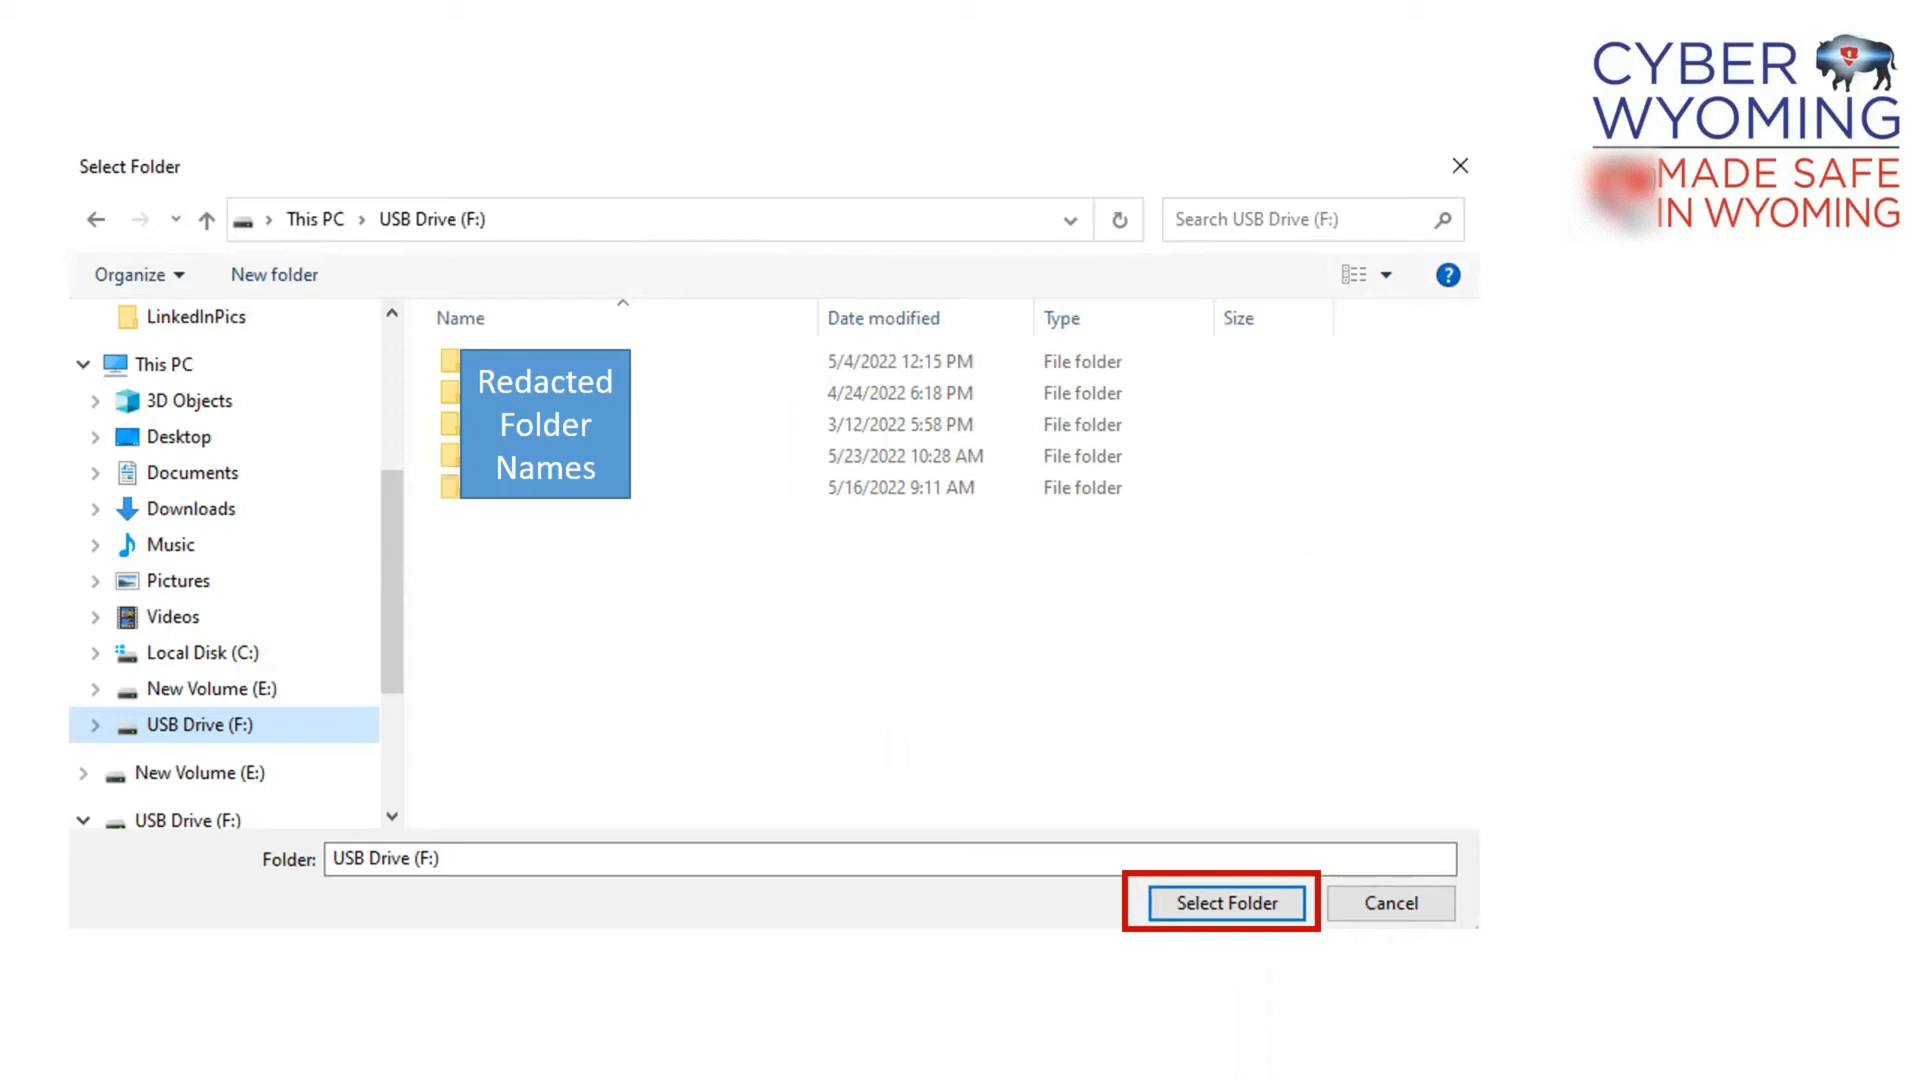 CYBER
WYOMING
MADE SAFE
IN WYOMING
Select Folder
This PC > USB Drive (F:)
Search USB Drive (F:)
Organize
New folder
?
LinkedInPics
This PC
3D Objects
Desktop
Documents
Downloads
Music
Pictures
Videos
Local Disk (C:)
New Volume (E:)
USB Drive (F:)
New Volume (E:)
USB Drive (F:)
Name Date modified Type Size
5/4/2022 12:15 PM File folder
4/24/2022 6:18 PM File folder
3/12/2022 5:58 PM File folder
5/23/2022 10:28 AM File folder
5/16/2022 9:11 AM File folder
Redacted
Folder
Names
Folder: USB Drive (F:)
Select Folder Cancel